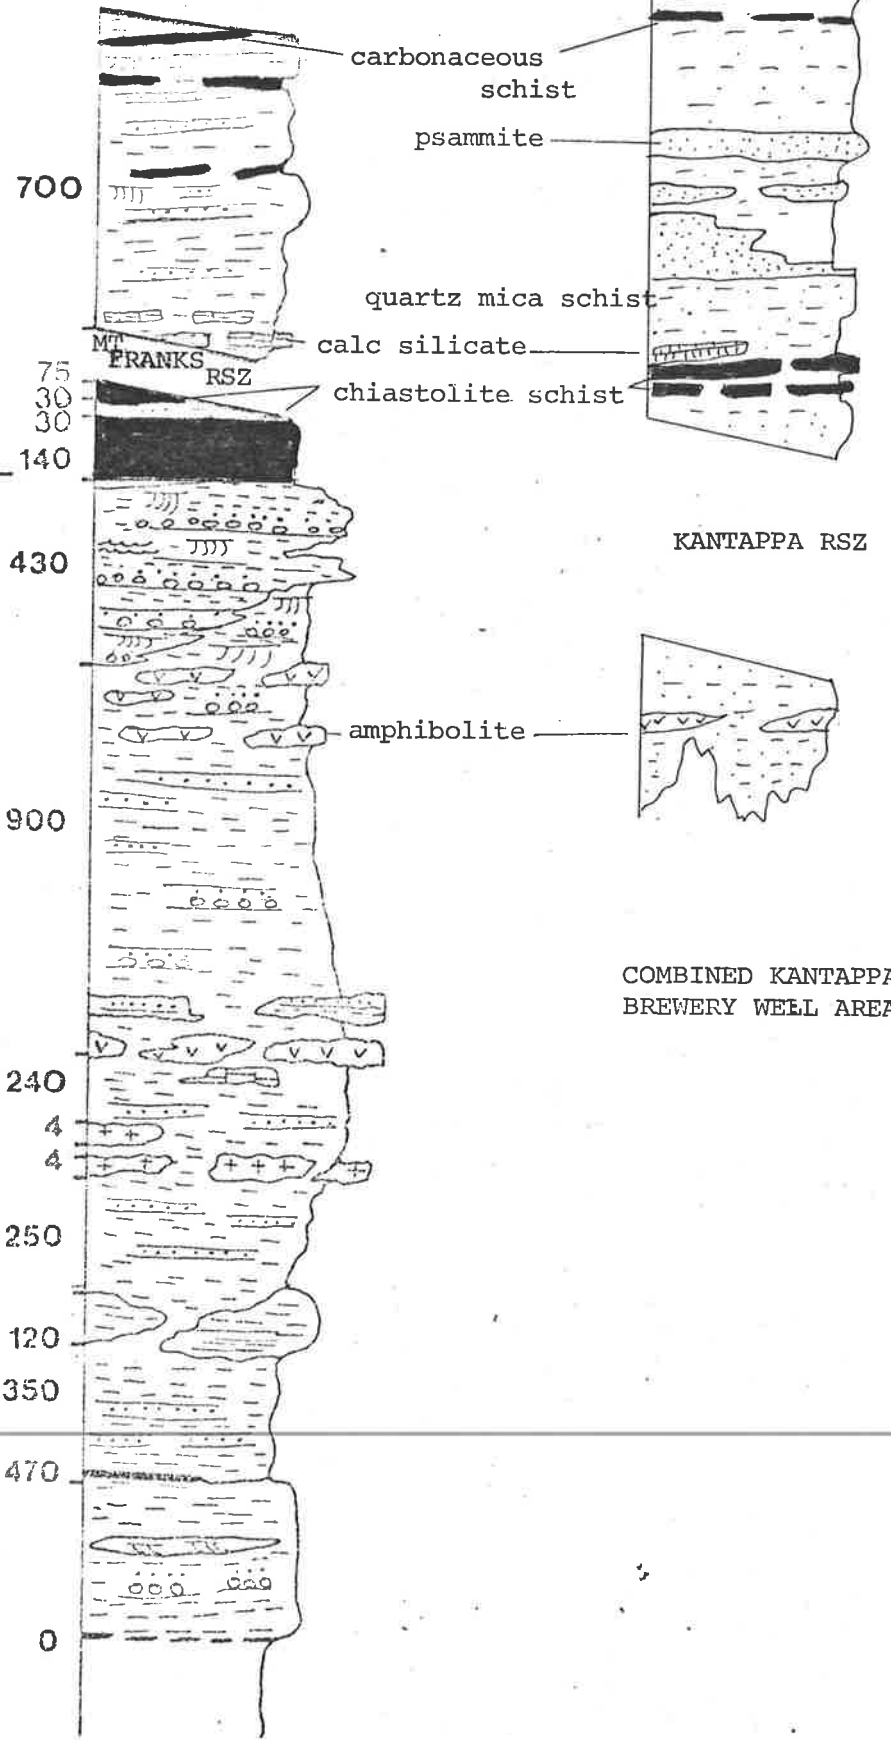 carbonaceous
schist
psammite
700
quartz mica schist
MT
FRANKS
RSZ
calc silicate
75
30
chiastolite schist
30
140
KANTAPPA RSZ
430
amphibolite
900
COMBINED KANTAPPA
BREWERY WELL AREA
240
4
4
250
120
350
470
0